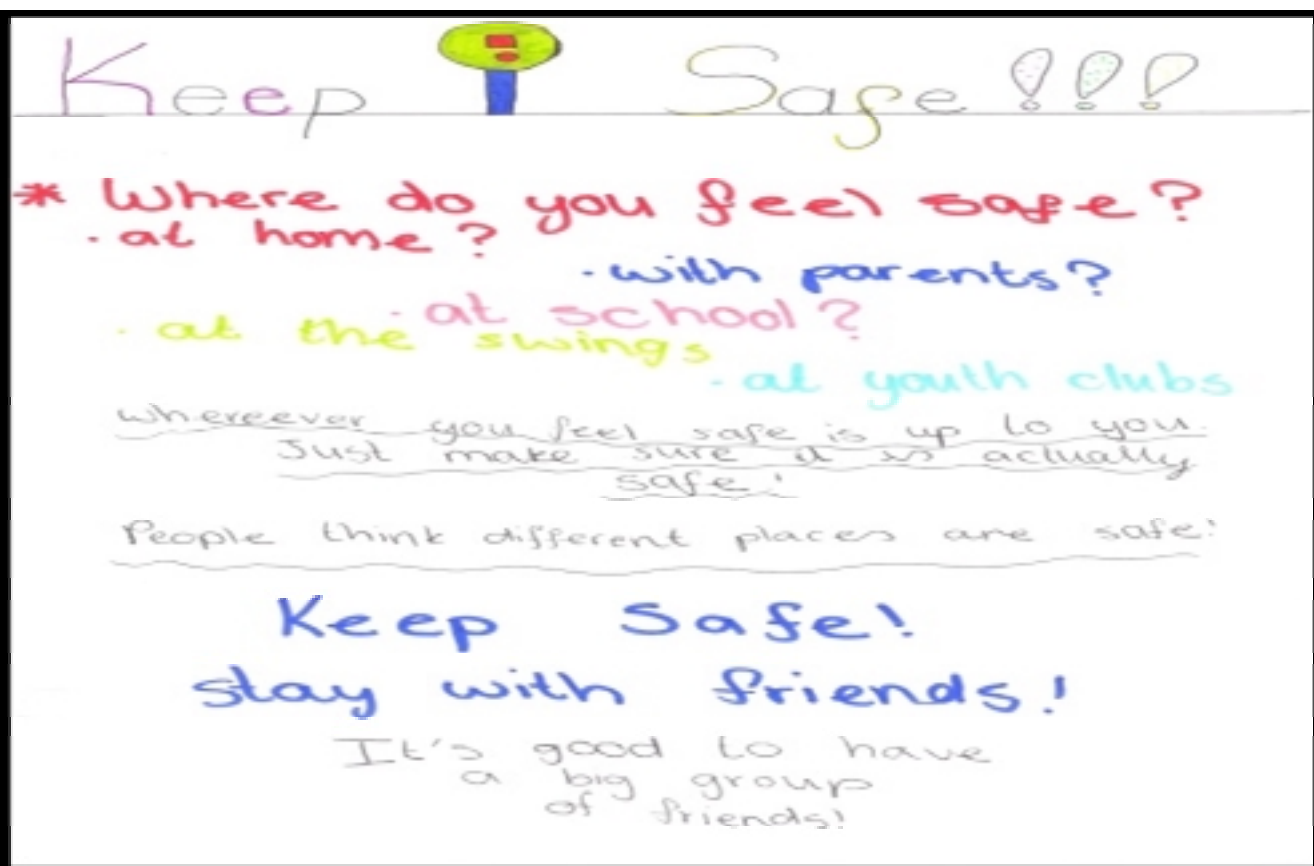 Keep ! Safe !!!
* Where do you feel safe?
· at home?
· with parents?
· at school?
· at the swings
· at youth clubs
whereever you feel safe is up to you.
Just make sure it is actually
safe!
People think different places are safe!
Keep Safe!
stay with friends!
It's good to have
a big group
of friends!